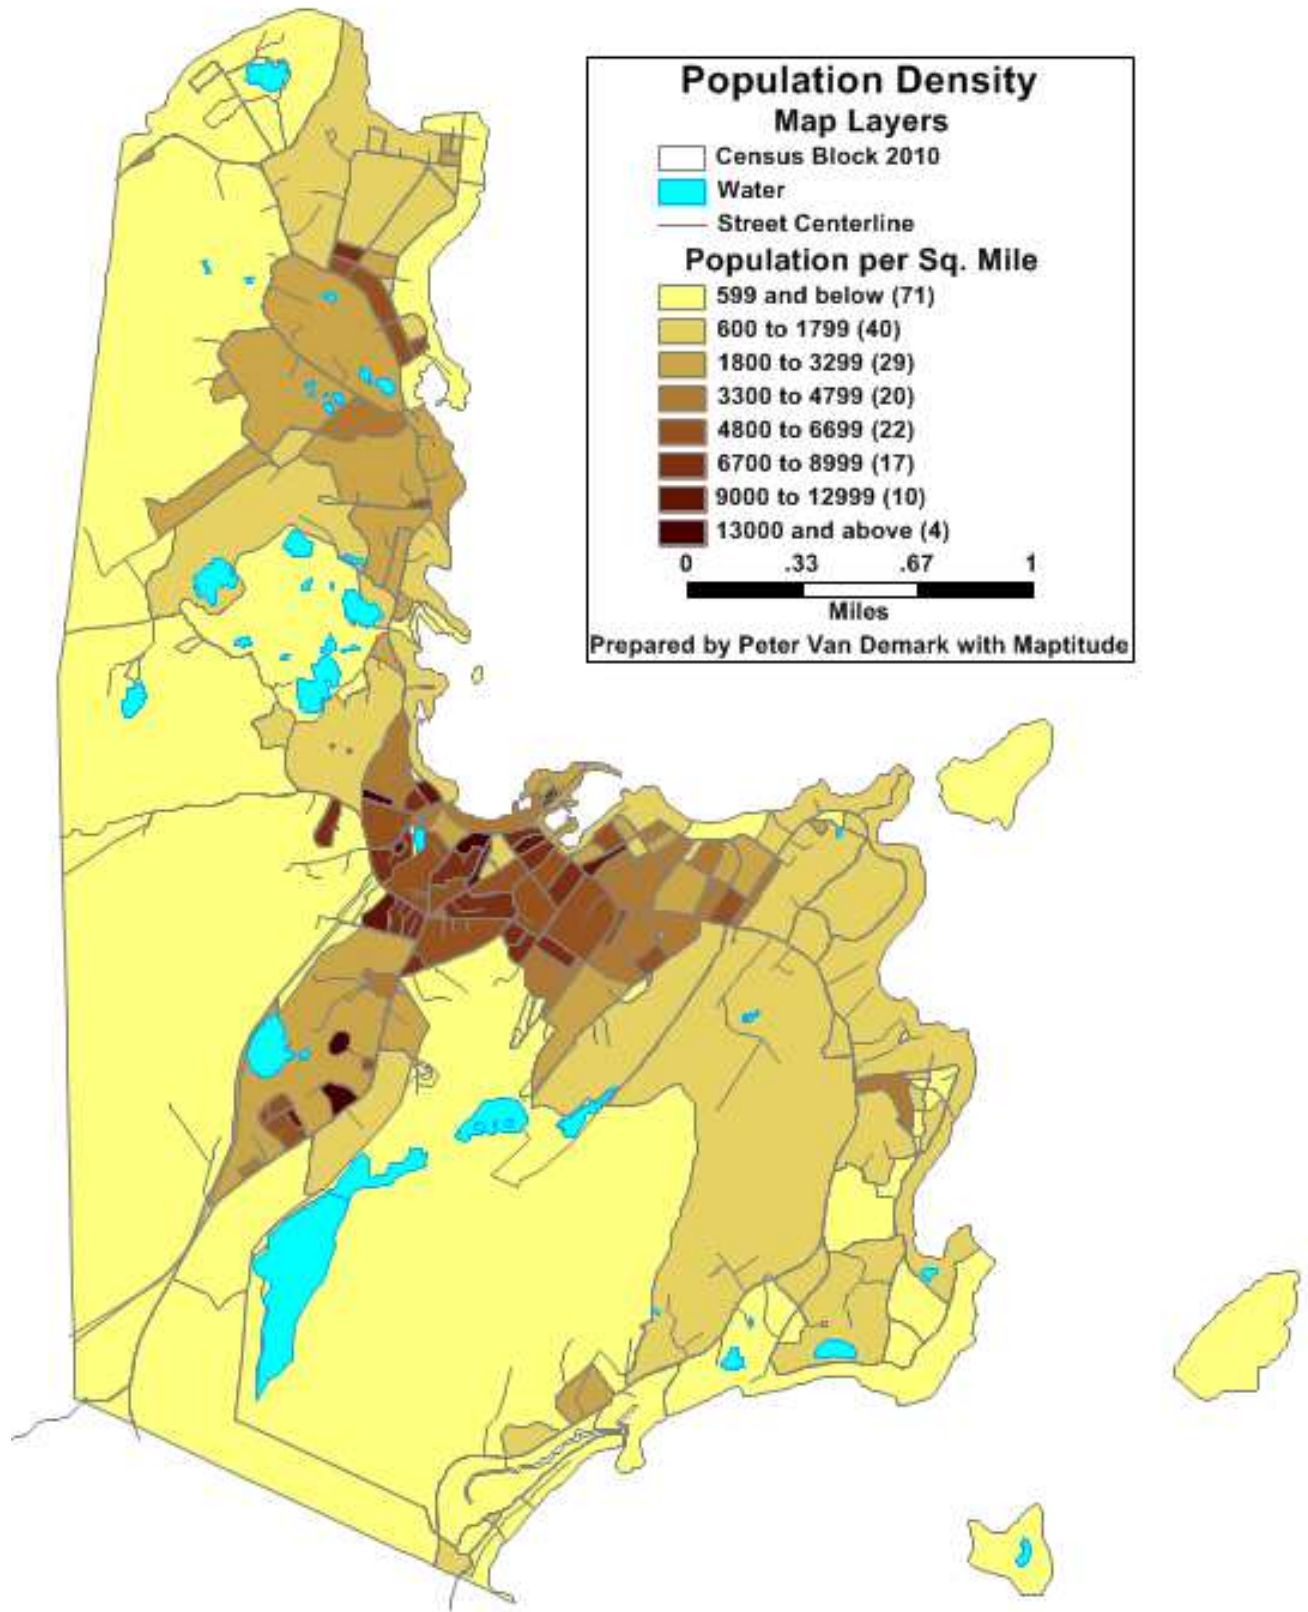 Population Density
Map Layers
Census Block 2010
Water
Street Centerline
Population per Sq. Mile
599 and below (71)
600 to 1799 (40)
1800 to 3299 (29)
3300 to 4799 (20)
4800 to 6699 (22)
6700 to 8999 (17)
9000 to 12999 (10)
13000 and above (4)
0 .33 .67 1
Miles
Prepared by Peter Van Demark with Maptitude